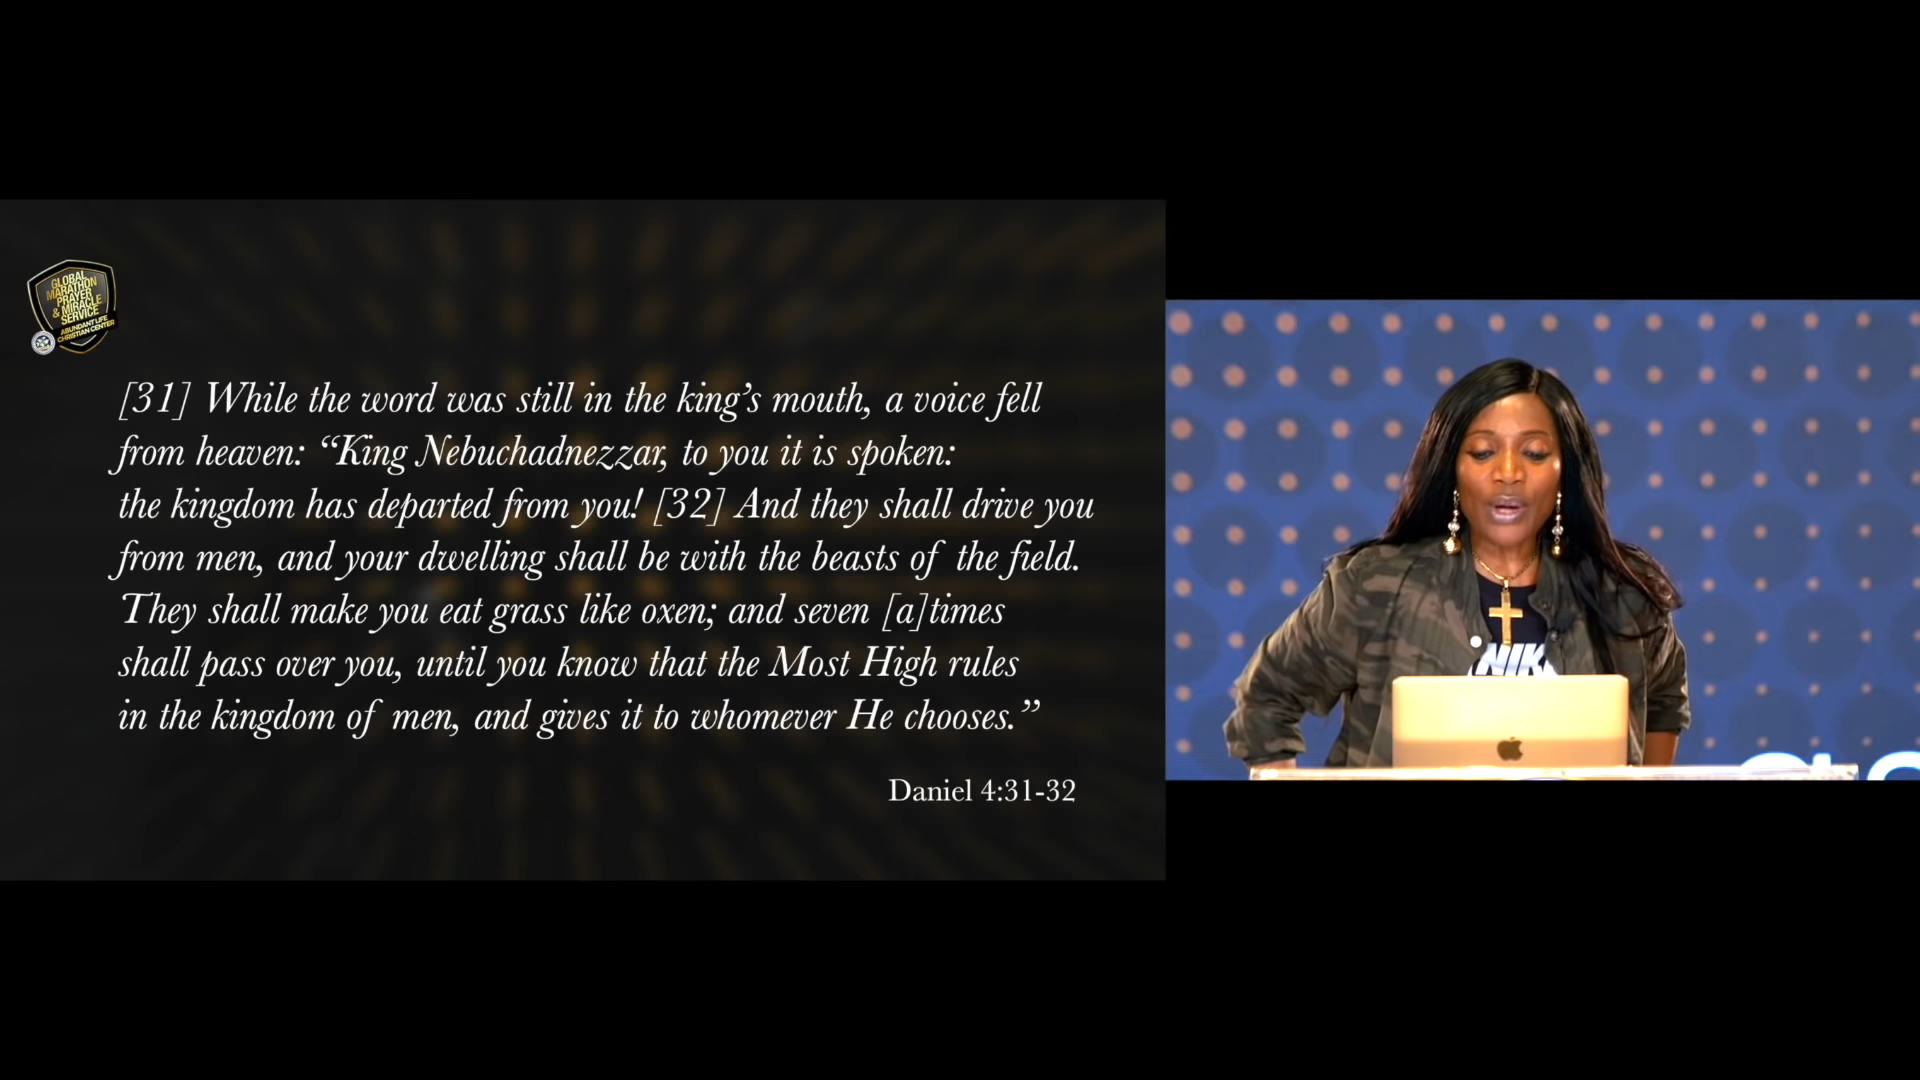 GLOBAL
MARATHON
PRAYER
& MIRACLE
SERVICE
ABUNDANT LIFE
CHRISTIAN CENTER
[31] While the word was still in the king’s mouth, a voice fell
from heaven: “King Nebuchadnezzar, to you it is spoken:
the kingdom has departed from you! [32] And they shall drive you
from men, and your dwelling shall be with the beasts of the field.
They shall make you eat grass like oxen; and seven [a]times
shall pass over you, until you know that the Most High rules
in the kingdom of men, and gives it to whomever He chooses.”
Daniel 4:31-32
NIK